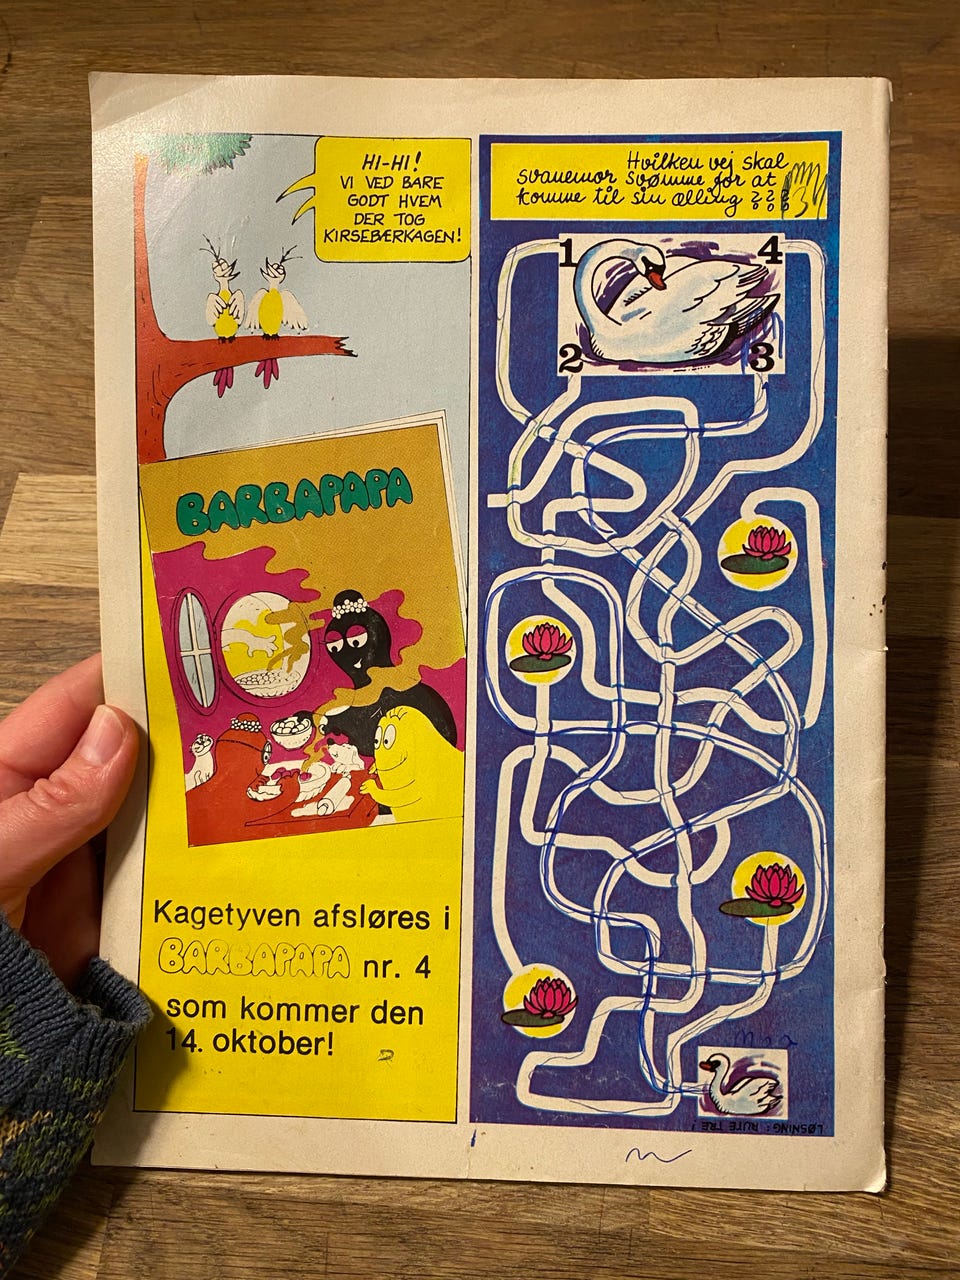 HI-HI!
VI VED BARE
GODT HVEM
DER TOG
KIRSEBÆRKAGEN!
BARBAPAPA
Kagetyven afsløres i
BARBAPAPA nr. 4
som kommer den
14. oktober!
Hvilken vej skal
svanemor svømme for at
komme til sin ælling ???
3
1
4
2
3
LØSNING: RUTE TRE!